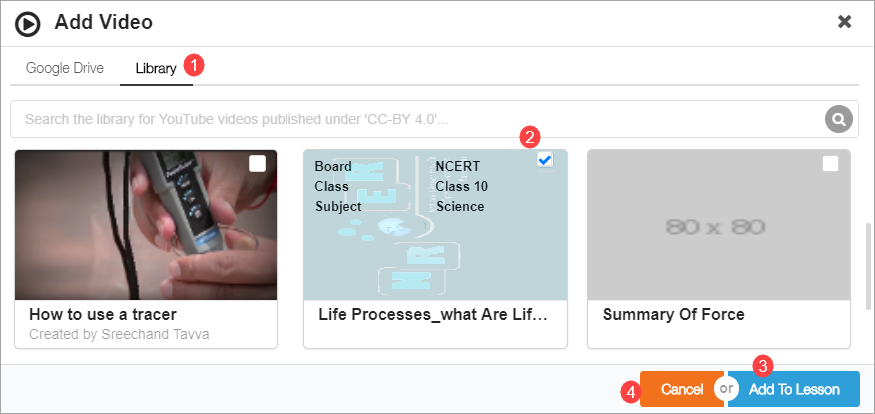 Add Video
Google Drive Library 1
Search the library for YouTube videos published under 'CC-BY 4.0'...
2
Board NCERT
Class Class 10
Subject Science
80 x 80
How to use a tracer
Created by Sreechand Tavva
Life Processes_what Are Lif...
Summary Of Force
3
4 Cancel or Add To Lesson